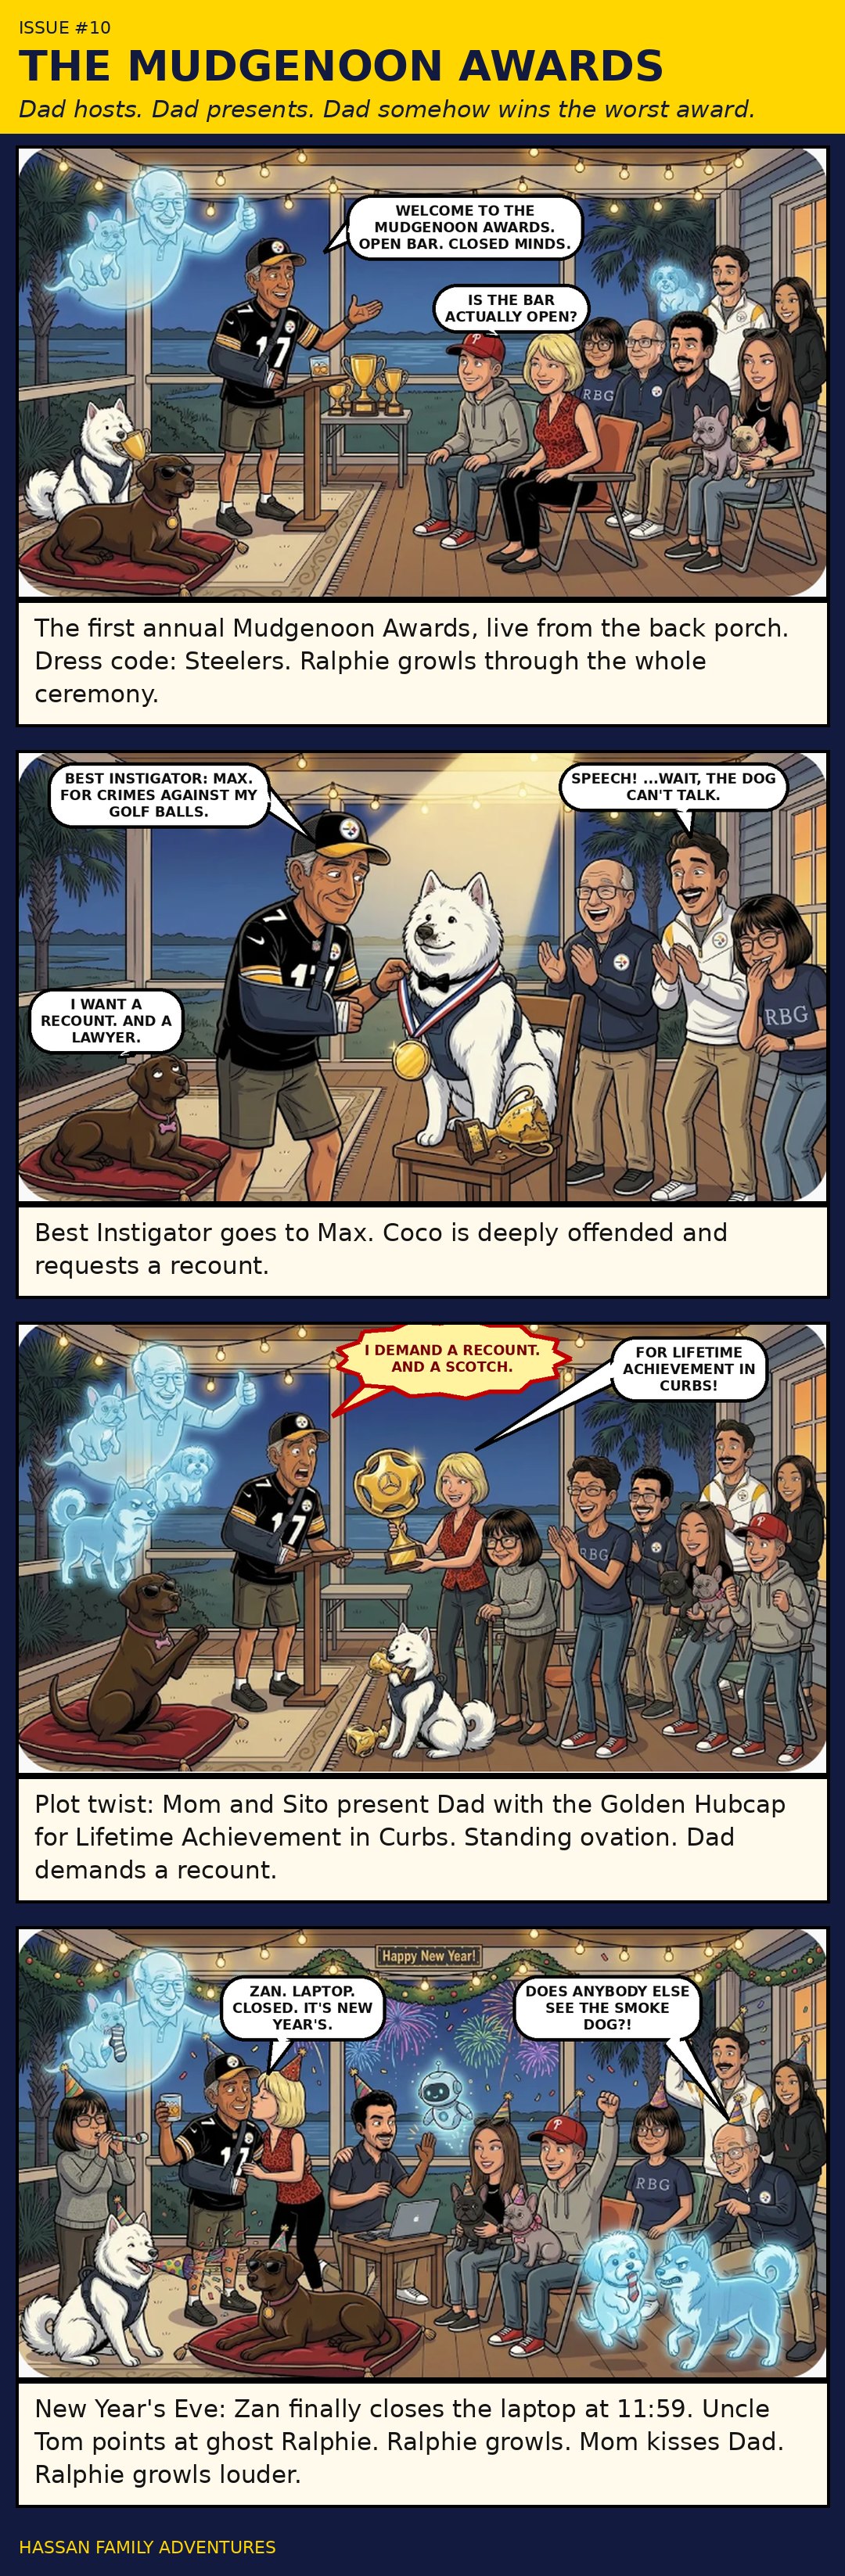 ISSUE #10
THE MUDGENOON AWARDS
Dad hosts. Dad presents. Dad somehow wins the worst award.
WELCOME TO THE
MUDGENOON AWARDS.
OPEN BAR. CLOSED MINDS.
IS THE BAR
ACTUALLY OPEN?
P
17
7
RBG
The first annual Mudgenoon Awards, live from the back porch.
Dress code: Steelers. Ralphie growls through the whole
ceremony.
BEST INSTIGATOR: MAX.
FOR CRIMES AGAINST MY
GOLF BALLS.
SPEECH! ...WAIT, THE DOG
CAN'T TALK.
I WANT A
RECOUNT. AND A
LAWYER.
7
17
RBG
Best Instigator goes to Max. Coco is deeply offended and
requests a recount.
I DEMAND A RECOUNT.
AND A SCOTCH.
FOR LIFETIME
ACHIEVEMENT IN
CURBS!
7
17
RBG
P
Plot twist: Mom and Sito present Dad with the Golden Hubcap
for Lifetime Achievement in Curbs. Standing ovation. Dad
demands a recount.
Happy New Year!
ZAN. LAPTOP.
CLOSED. IT'S NEW
YEAR'S.
DOES ANYBODY ELSE
SEE THE SMOKE
DOG?!
7
17
P
RBG
New Year's Eve: Zan finally closes the laptop at 11:59. Uncle
Tom points at ghost Ralphie. Ralphie growls. Mom kisses Dad.
Ralphie growls louder.
HASSAN FAMILY ADVENTURES